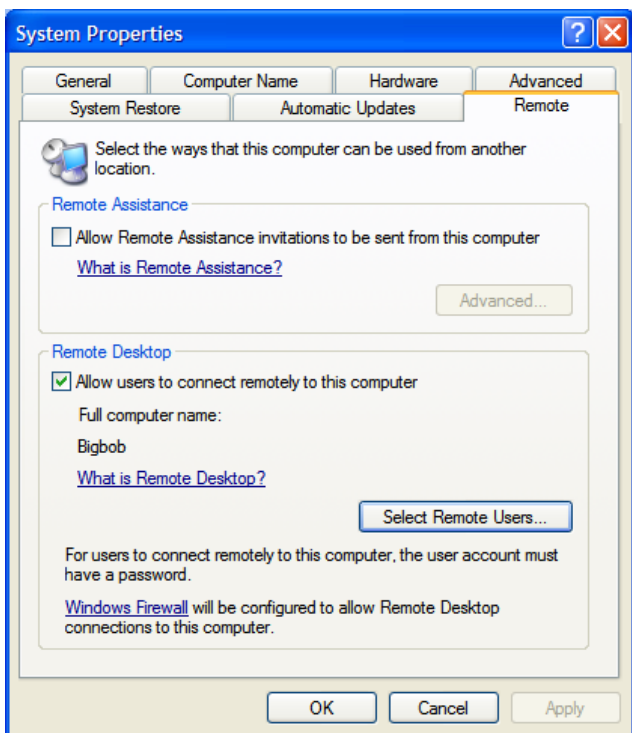 System Properties
General
Computer Name
Hardware
Advanced
System Restore
Automatic Updates
Remote
Select the ways that this computer can be used from another
location.
Remote Assistance
Allow Remote Assistance invitations to be sent from this computer
What is Remote Assistance?
Advanced...
Remote Desktop
Allow users to connect remotely to this computer
Full computer name:
Bigbob
What is Remote Desktop?
Select Remote Users...
For users to connect remotely to this computer, the user account must
have a password.
Windows Firewall will be configured to allow Remote Desktop
connections to this computer.
OK
Cancel
Apply